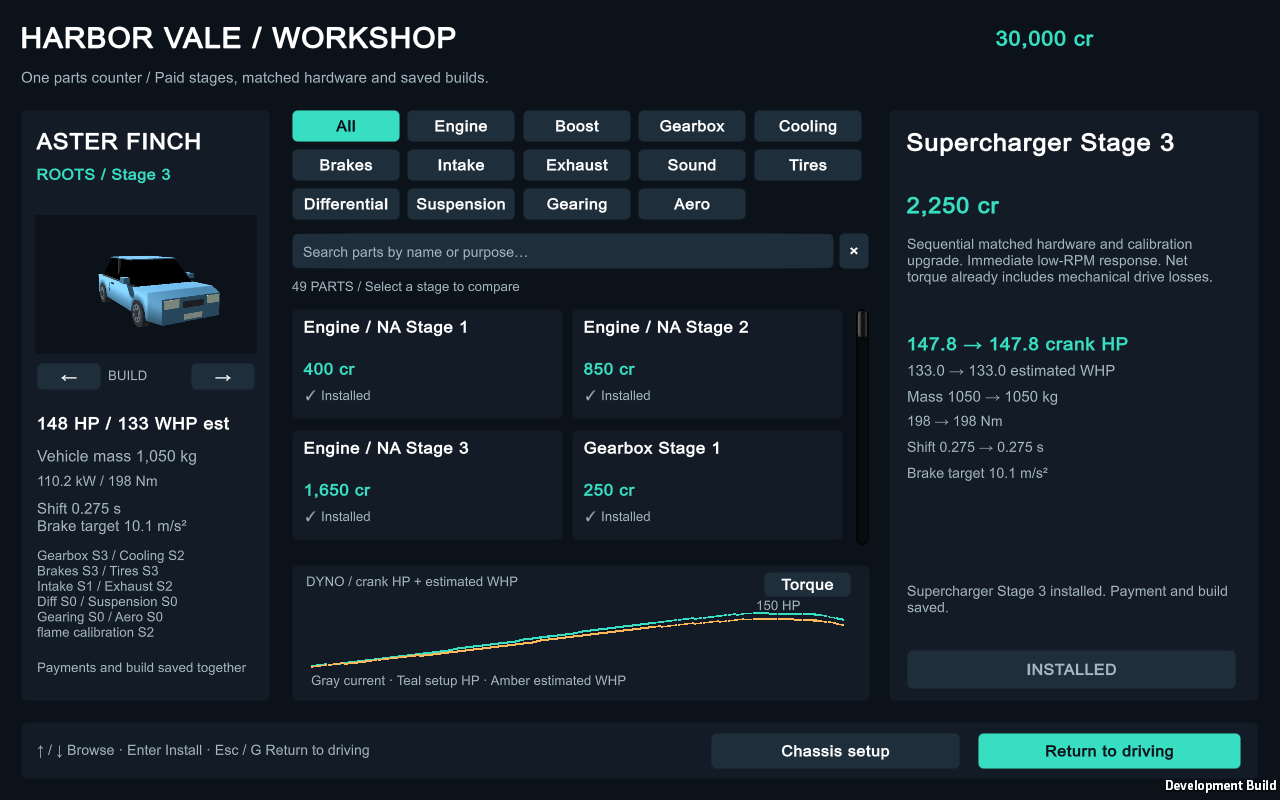 HARBOR VALE / WORKSHOP
30,000 cr
One parts counter / Paid stages, matched hardware and saved builds.
ASTER FINCH
ROOTS / Stage 3
← BUILD →
148 HP / 133 WHP est
Vehicle mass 1,050 kg
110.2 kW / 198 Nm
Shift 0.275 s
Brake target 10.1 m/s²
Gearbox S3 / Cooling S2
Brakes S3 / Tires S3
Intake S1 / Exhaust S2
Diff S0 / Suspension S0
Gearing S0 / Aero S0
flame calibration S2
Payments and build saved together
All Engine Boost Gearbox Cooling
Brakes Intake Exhaust Sound Tires
Differential Suspension Gearing Aero
Search parts by name or purpose… ×
49 PARTS / Select a stage to compare
Engine / NA Stage 1
400 cr
✓ Installed
Engine / NA Stage 2
850 cr
✓ Installed
Engine / NA Stage 3
1,650 cr
✓ Installed
Gearbox Stage 1
250 cr
✓ Installed
DYNO / crank HP + estimated WHP
Torque
150 HP
Gray current · Teal setup HP · Amber estimated WHP
Supercharger Stage 3
2,250 cr
Sequential matched hardware and calibration
upgrade. Immediate low-RPM response. Net
torque already includes mechanical drive losses.
147.8 → 147.8 crank HP
133.0 → 133.0 estimated WHP
Mass 1050 → 1050 kg
198 → 198 Nm
Shift 0.275 → 0.275 s
Brake target 10.1 m/s²
Supercharger Stage 3 installed. Payment and build
saved.
INSTALLED
↑ / ↓ Browse · Enter Install · Esc / G Return to driving
Chassis setup
Return to driving
Development Build